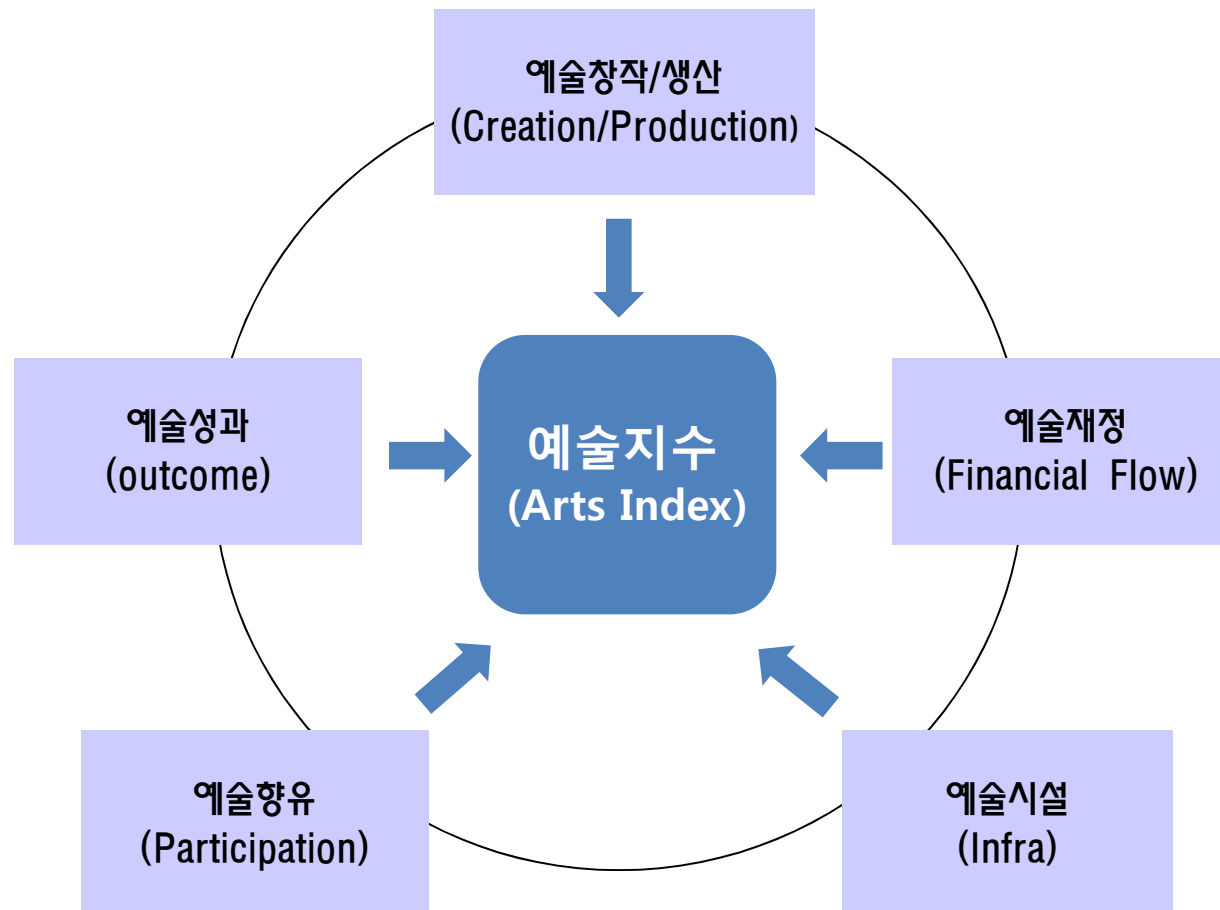 예술창작/생산
(Creation/Production)
예술성과
(outcome)
예술지수
(Arts Index)
예술재정
(Financial Flow)
예술향유
(Participation)
예술시설
(Infra)